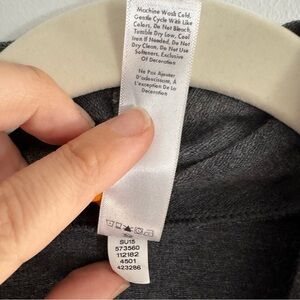 Machine Wash Cold,
Gentle Cycle With Like
Colors, Do Not Bleach,
Tumble Dry Low, Cool
Iron If Needed, Do Not
Dry Clean, Do Not Use
Softeners, Exclusive
Of Decoration
Ne Pas Ajouter
D'adoucissant, À
L'exception De La
Decoration
SU15
573560
112182
4501
423286